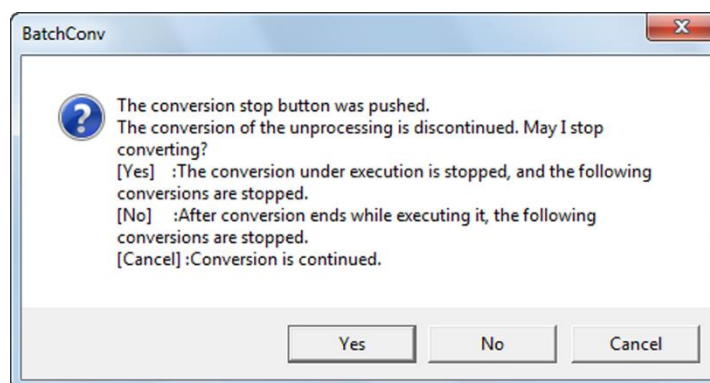 BatchConv
The conversion stop button was pushed.
The conversion of the unprocessing is discontinued. May I stop
converting?
[Yes] :The conversion under execution is stopped, and the following
conversions are stopped.
[No] :After conversion ends while executing it, the following
conversions are stopped.
[Cancel] :Conversion is continued.
Yes No Cancel